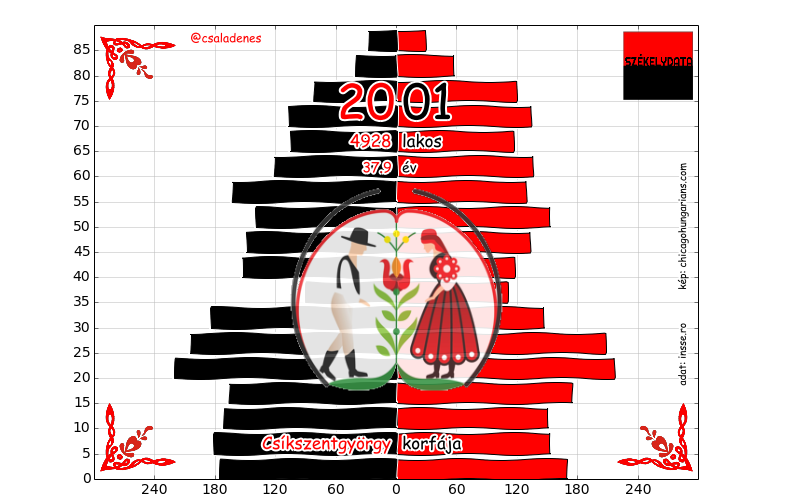 @csaladenes
SZÉKELYDATA
2001
4928 lakos
37.9 év
kép: chicagohungarians.com
adat: insse.ro
Csíkszentgyörgy korfája
85
80
75
70
65
60
55
50
45
40
35
30
25
20
15
10
5
0
240 180 120 60 0 60 120 180 240